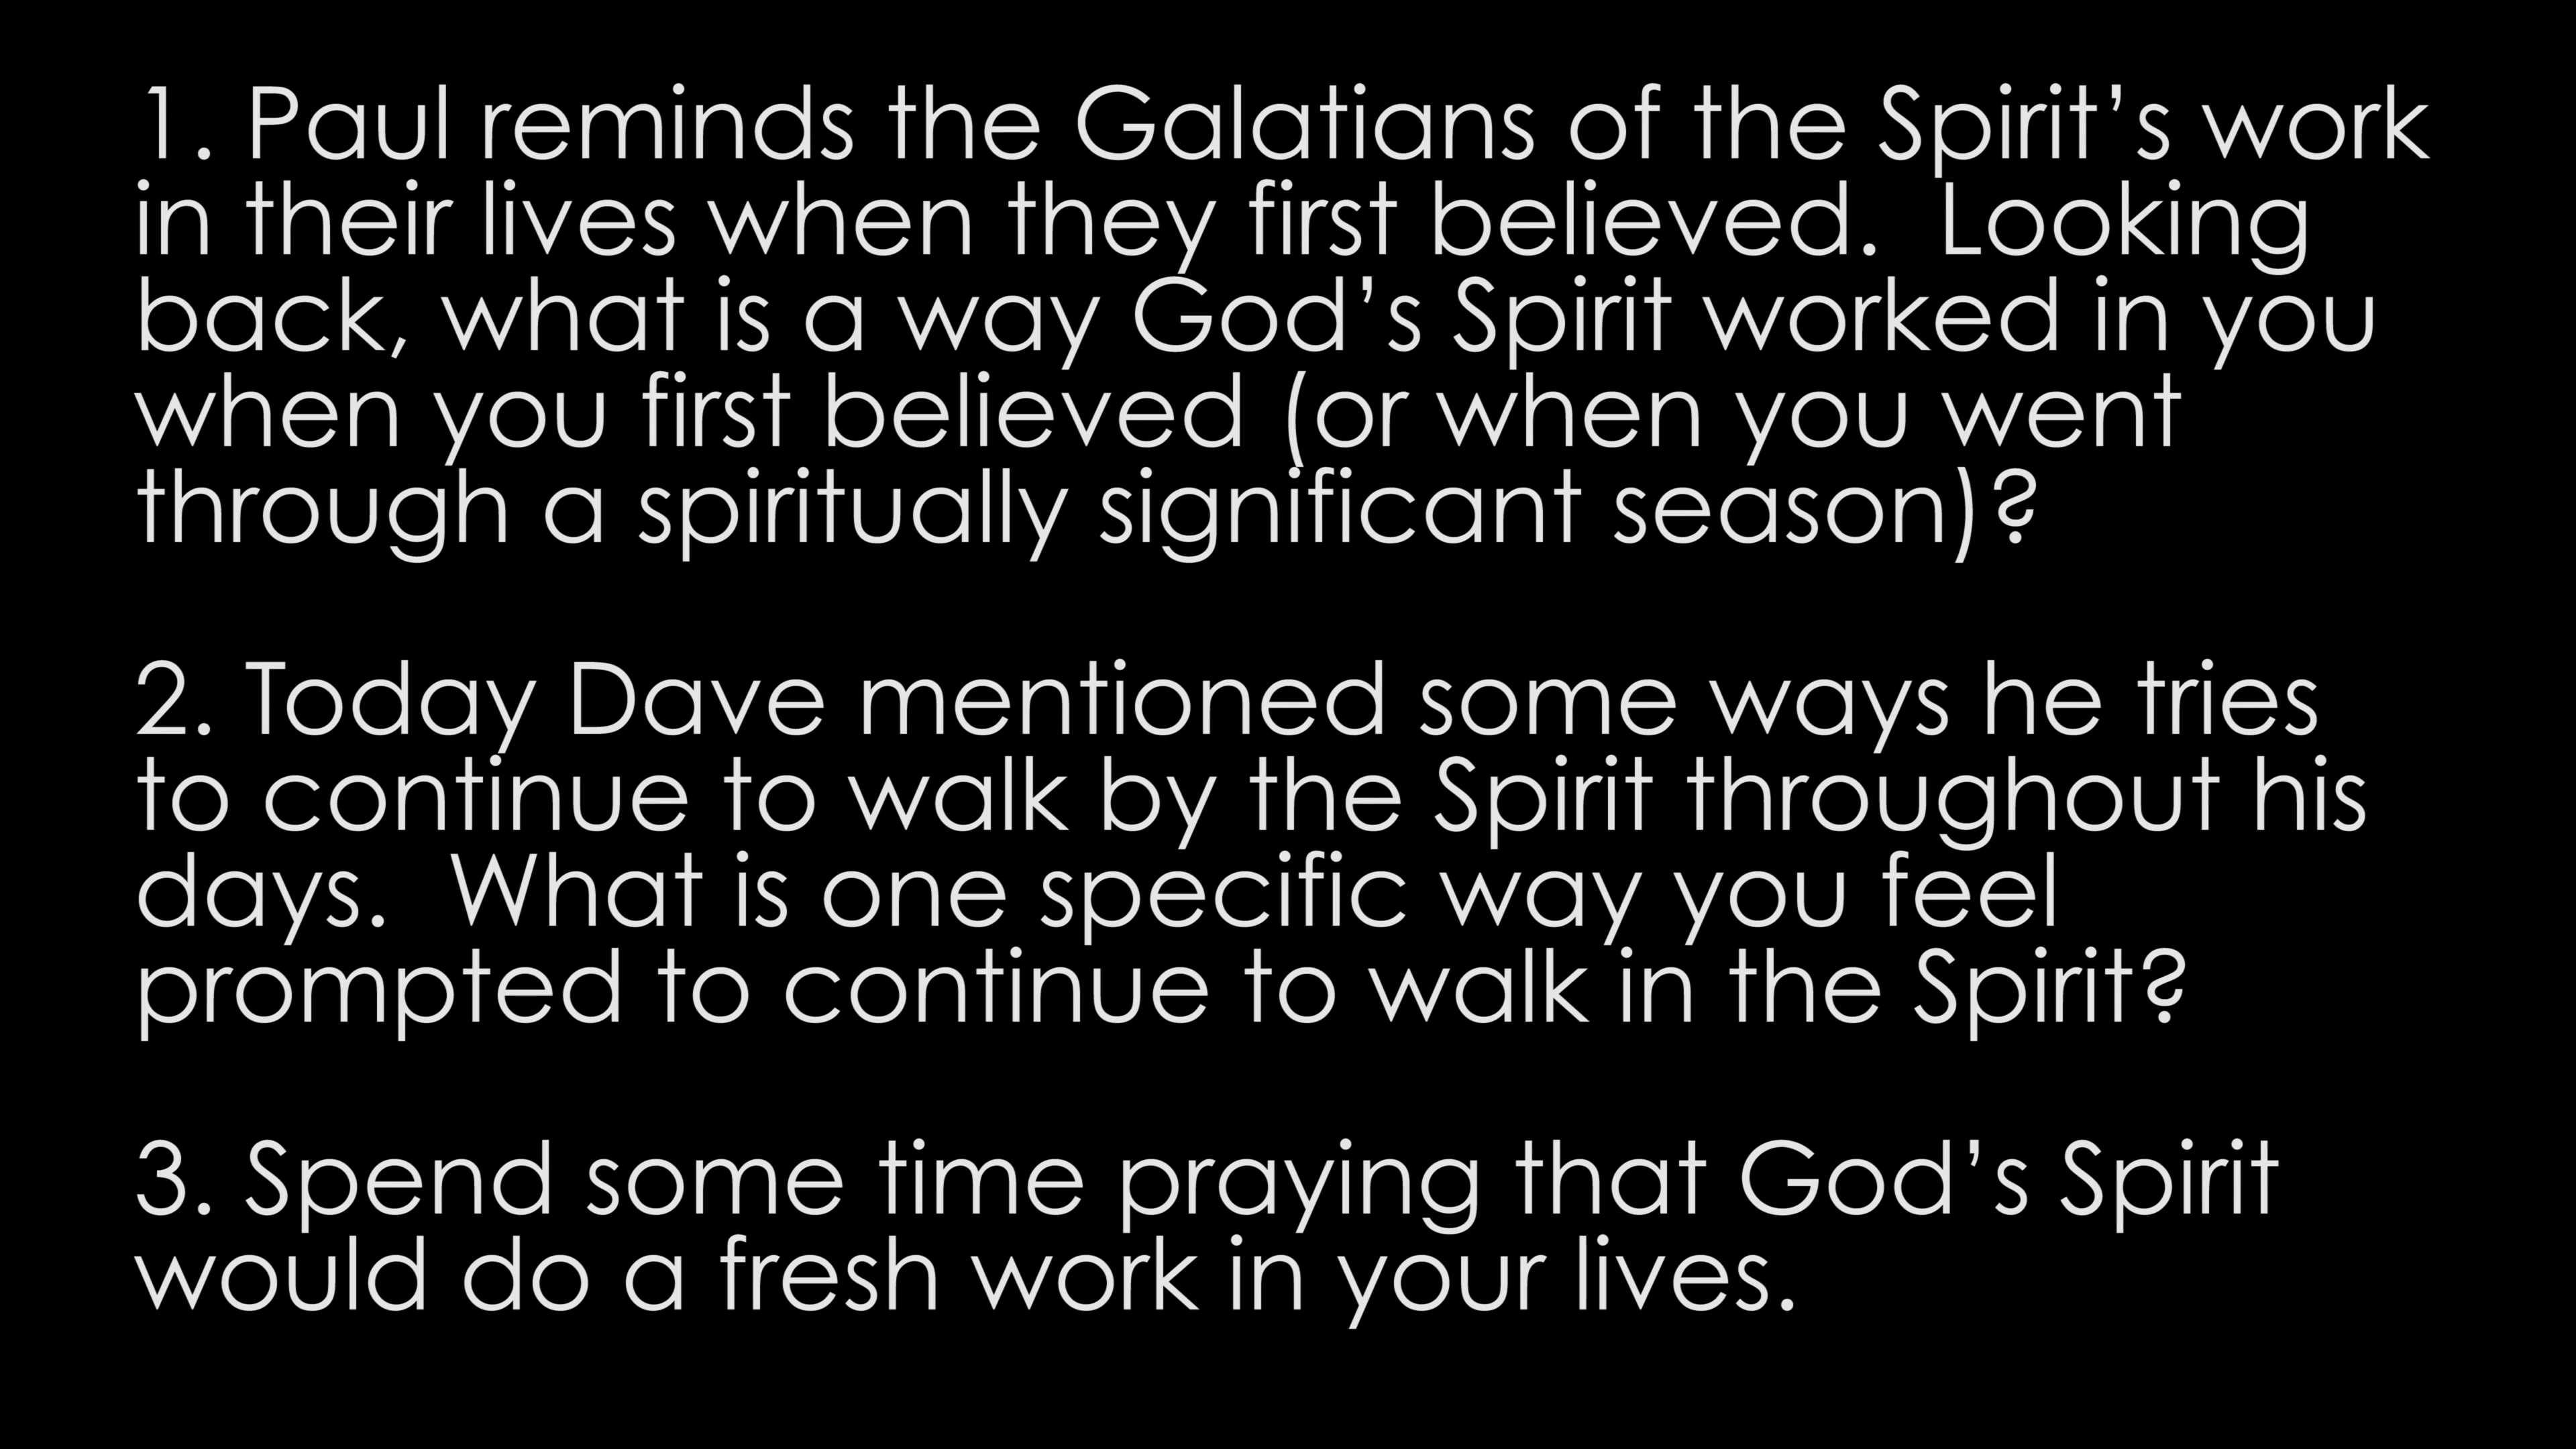 1. Paul reminds the Galatians of the Spirit’s work
in their lives when they first believed.  Looking
back, what is a way God’s Spirit worked in you
when you first believed (or when you went
through a spiritually significant season)?
2. Today Dave mentioned some ways he tries
to continue to walk by the Spirit throughout his
days.  What is one specific way you feel
prompted to continue to walk in the Spirit?
3. Spend some time praying that God’s Spirit
would do a fresh work in your lives.